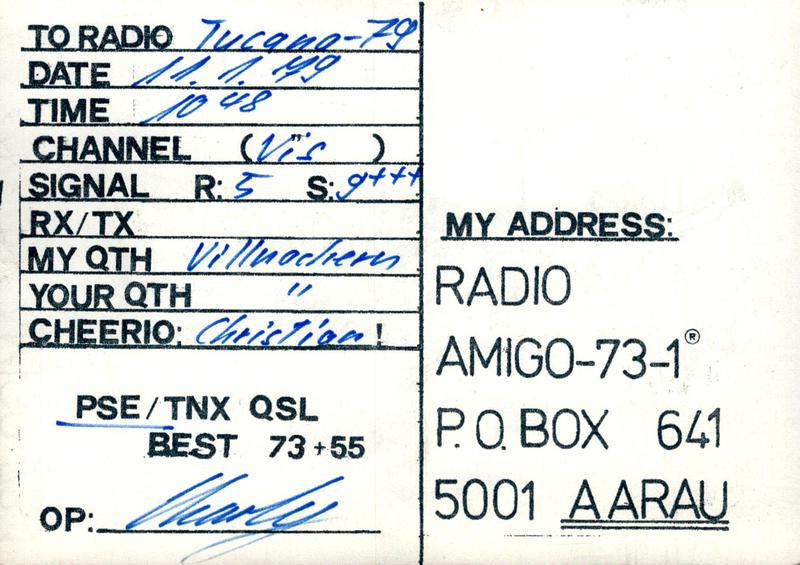 TO RADIO Tucano-79
DATE 11. 1. 79
TIME 10 48
CHANNEL ("Vis")
SIGNAL R: 5 S: 9+++
RX/TX
MY QTH Villnachern
YOUR QTH "
CHEERIO: Christian!
PSE/TNX QSL
BEST 73+55
OP: Charly
MY ADDRESS:
RADIO
AMIGO-73-1®
P.O. BOX 641
5001 AARAU